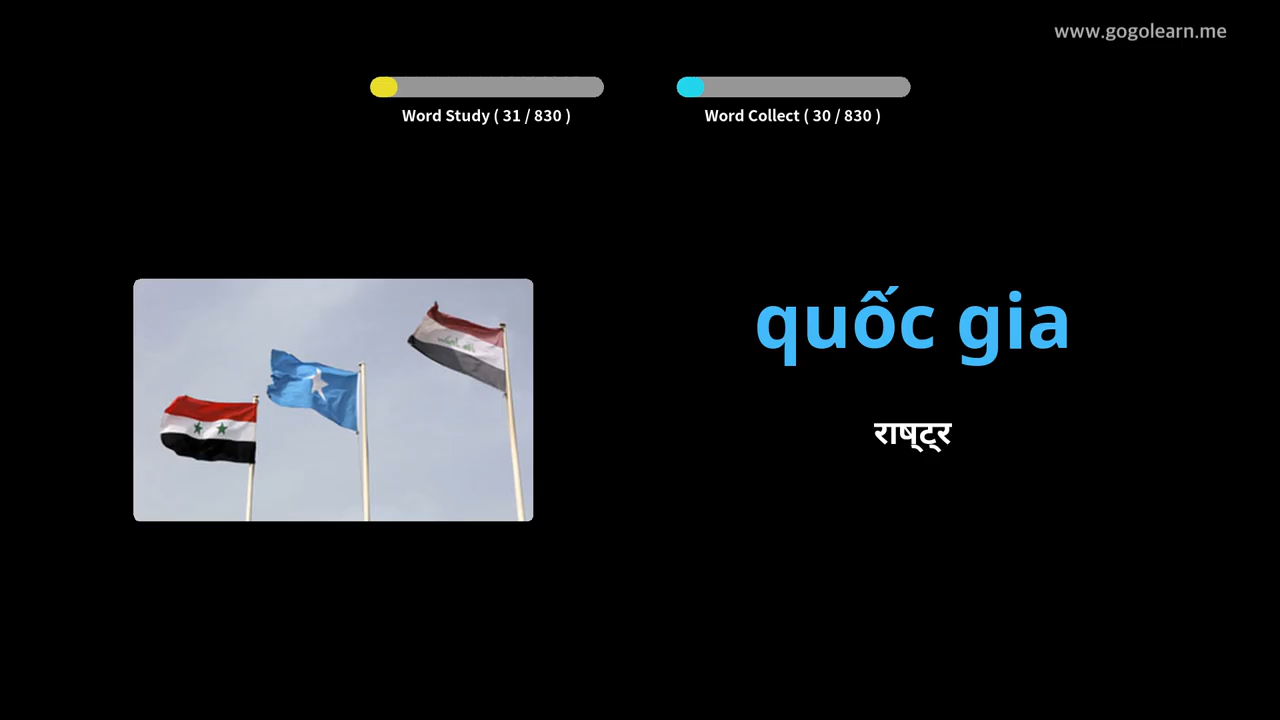 www.gogolearn.me
Word Study ( 31 / 830 )
Word Collect ( 30 / 830 )
quốc gia
राष्ट्र